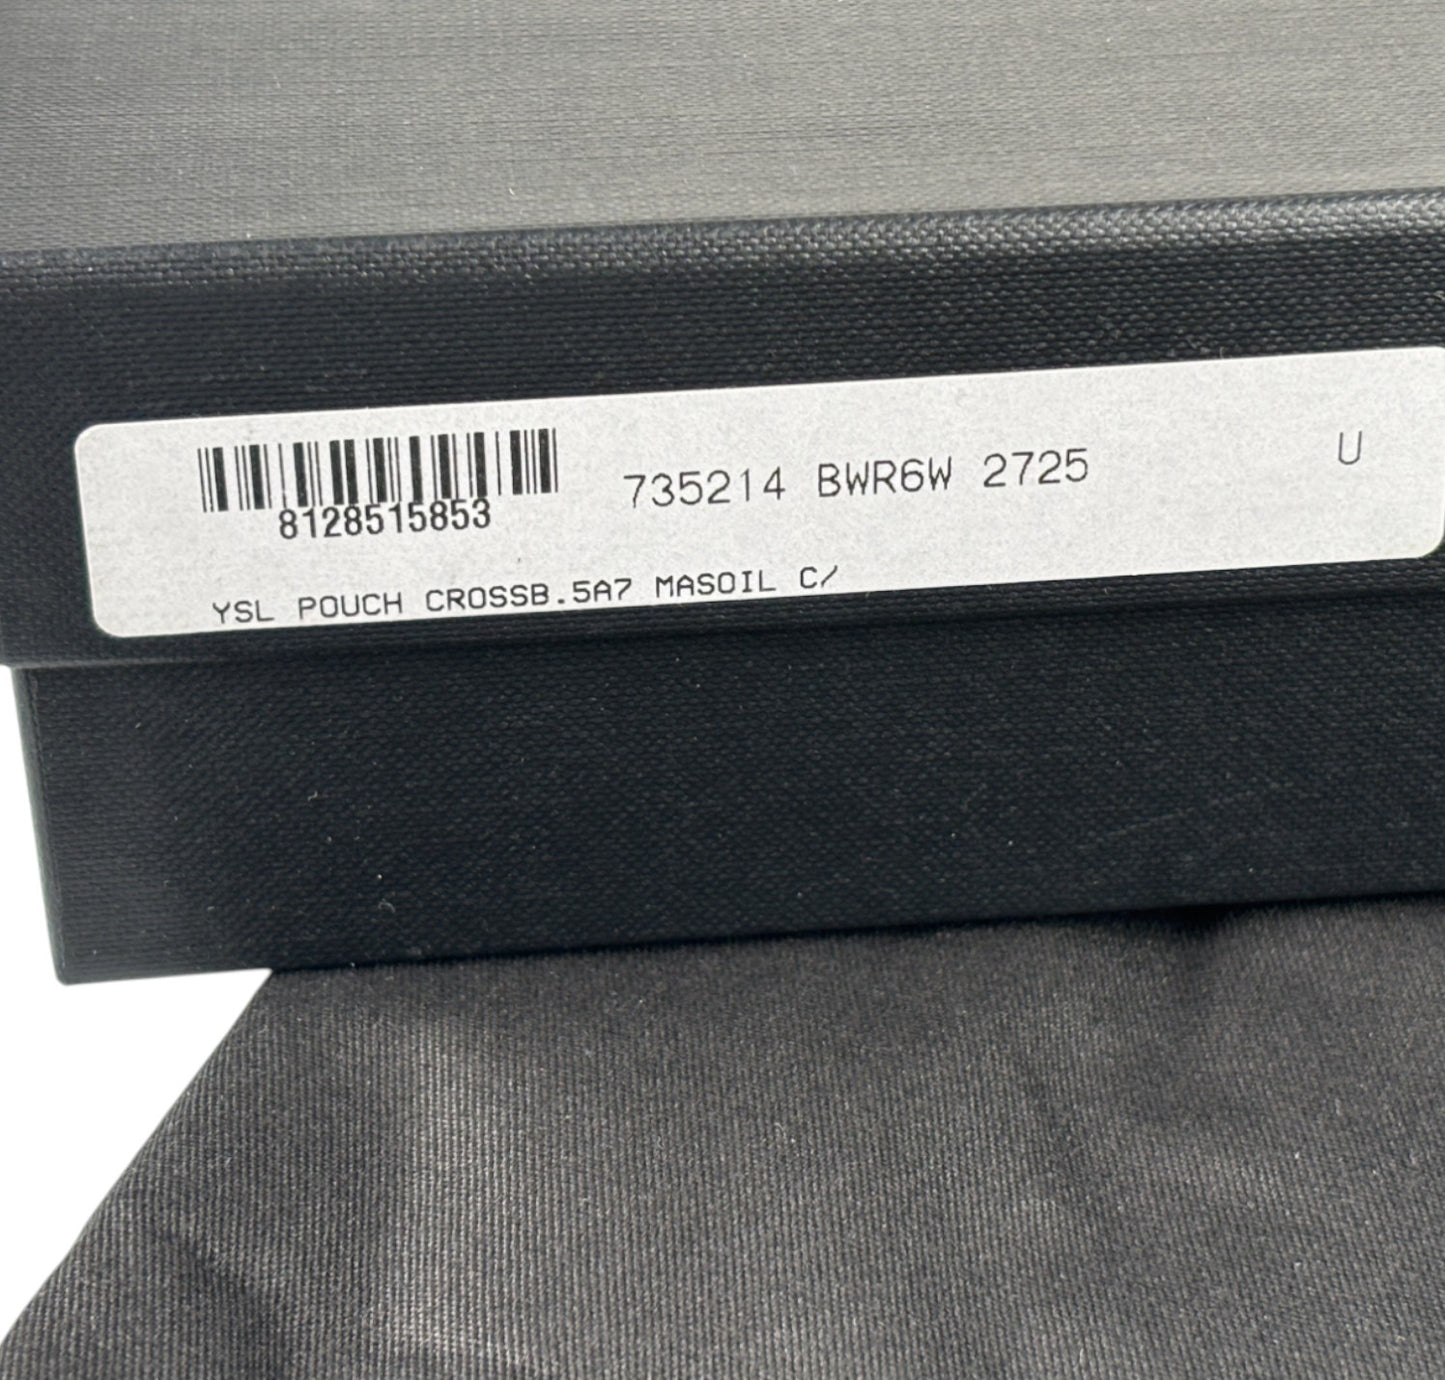 8128515853
735214 BWR6W 2725 U
YSL POUCH CROSSB.5A7 MASOIL C/